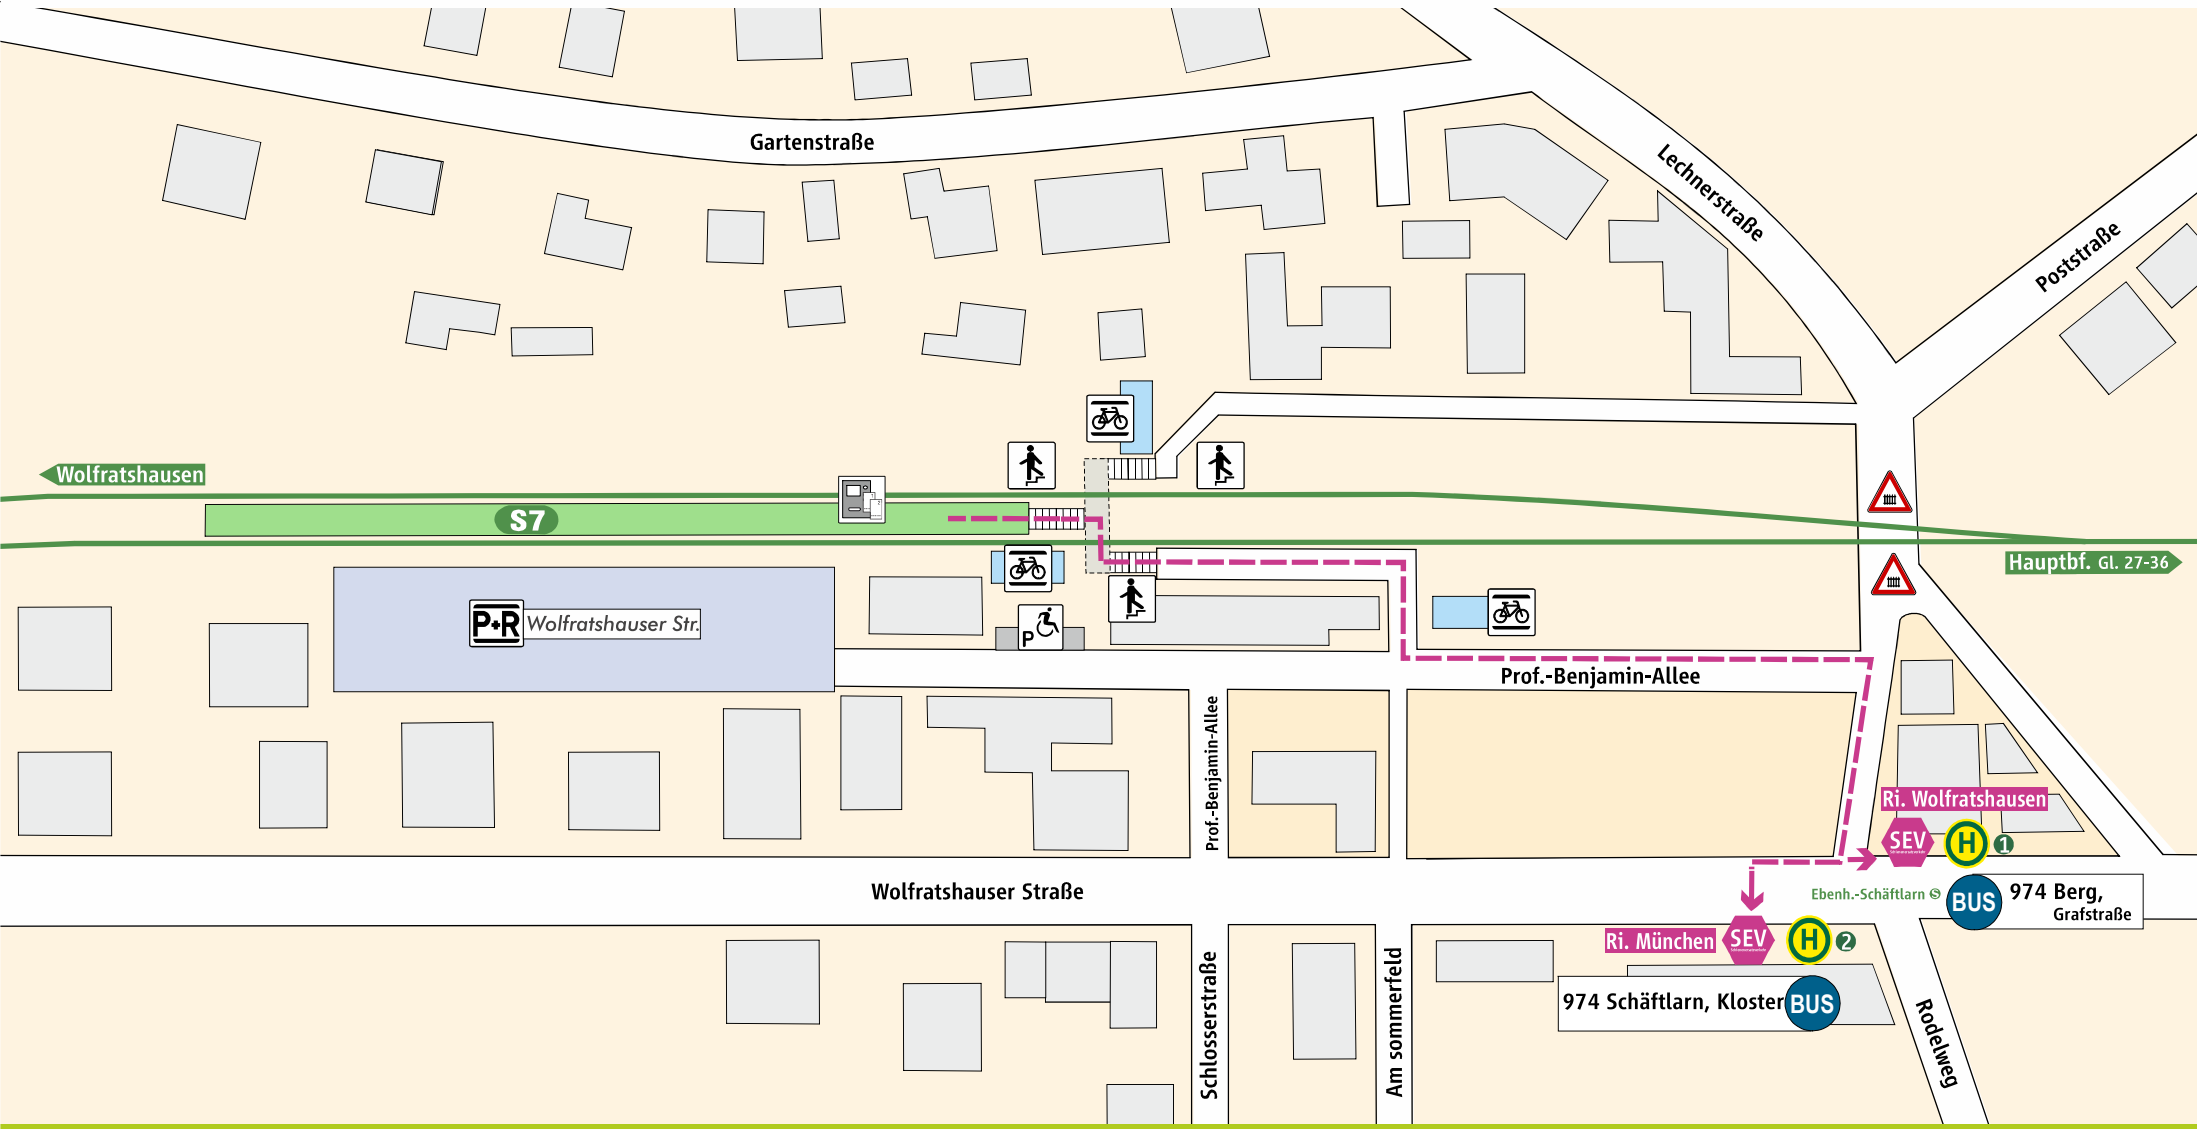 Gartenstraße
Lechnerstraße
Poststraße
Wolfratshausen
S7
Hauptbf. Gl. 27-36
P+R Wolfratshauser Str.
P
Prof.-Benjamin-Allee
Prof.-Benjamin-Allee
Ri. Wolfratshausen
SEV
H
1
Wolfratshauser Straße
Ebenh.-Schäftlarn S
BUS
974 Berg,
Grafstraße
Ri. München
SEV
H
2
974 Schäftlarn, Kloster
BUS
Schlosserstraße
Am sommerfeld
Rodelweg